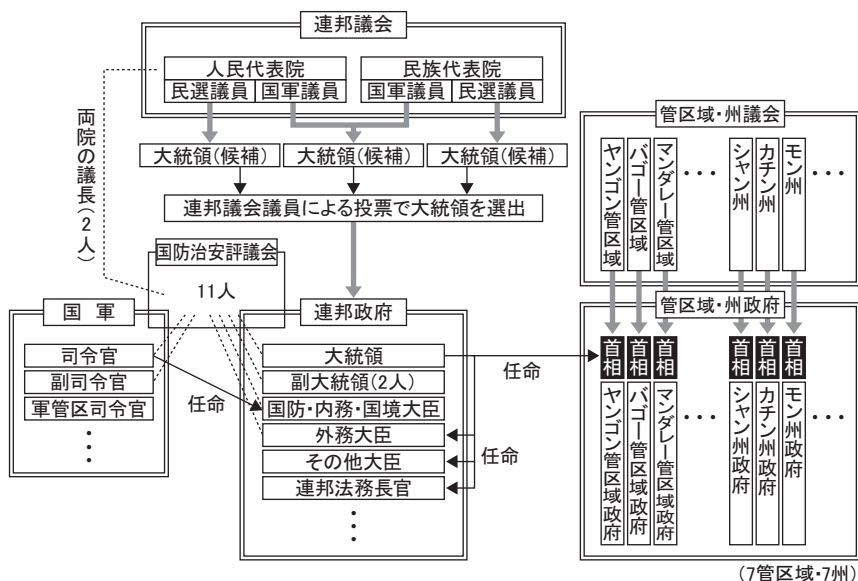 連邦議会
人民代表院
民族代表院
民選議員
国軍議員
国軍議員
民選議員
両院の議長(2人)
大統領(候補)
大統領(候補)
大統領(候補)
連邦議会議員による投票で大統領を選出
国防治安評議会
11人
国軍
司令官
副司令官
軍管区司令官
・・・
任命
連邦政府
大統領
副大統領(2人)
国防・内務・国境大臣
外務大臣
その他大臣
連邦法務長官
・・・
任命
任命
管区域・州議会
ヤンゴン管区域
バゴー管区域
マンダレー管区域
・・・
シャン州
カチン州
モン州
・・・
管区域・州政府
首相
首相
首相
首相
首相
首相
ヤンゴン管区域政府
バゴー管区域政府
マンダレー管区域政府
・・・
シャン州政府
カチン州政府
モン州政府
・・・
(7管区域・7州)